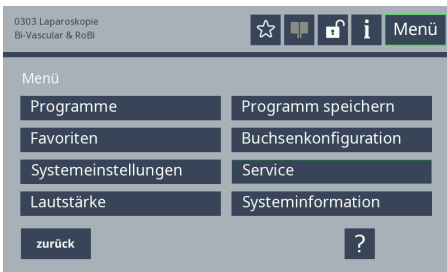 0303 Laparoskopie
Bi-Vascular & RoBi
i
Menü
Menü
Programme
Programm speichern
Favoriten
Buchsenkonfiguration
Systemeinstellungen
Service
Lautstärke
Systeminformation
zurück
?